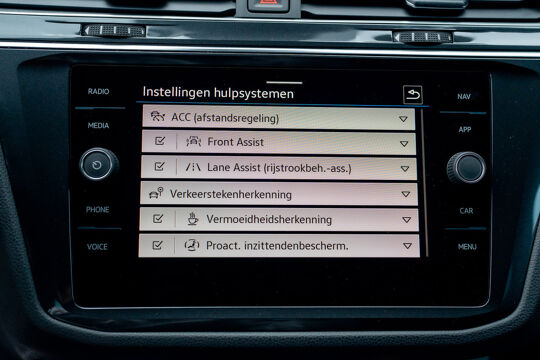 RADIO
MEDIA
PHONE
VOICE
Instellingen hulpsystemen
ACC (afstandsregeling)
Front Assist
Lane Assist (rijstrookbeh.-ass.)
Verkeerstekenherkenning
Vermoeidheidsherkenning
Proact. inzittendenbescherm.
NAV
APP
CAR
MENU